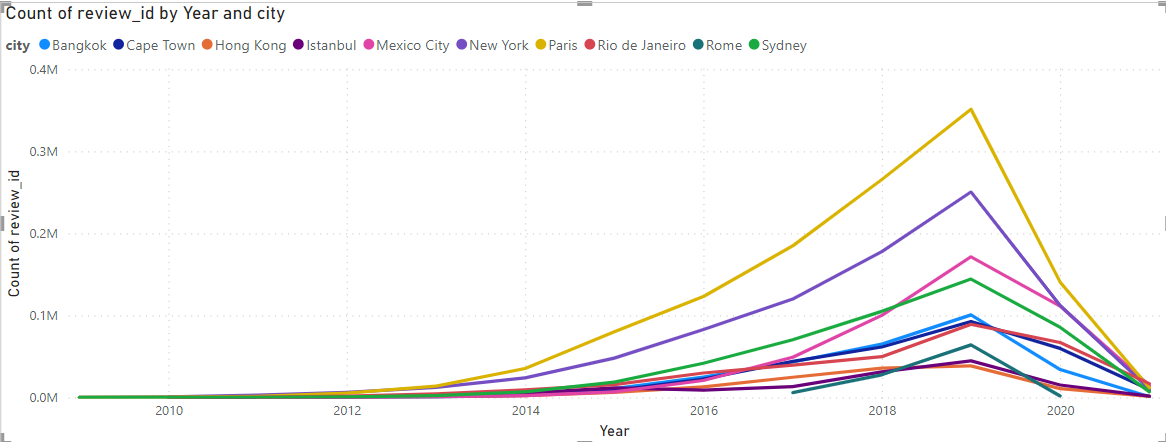 Count of review_id by Year and city
city Bangkok Cape Town Hong Kong Istanbul Mexico City New York Paris Rio de Janeiro Rome Sydney
0.4M
0.3M
0.2M
0.1M
0.0M
Count of review_id
2010 2012 2014 2016 2018 2020
Year